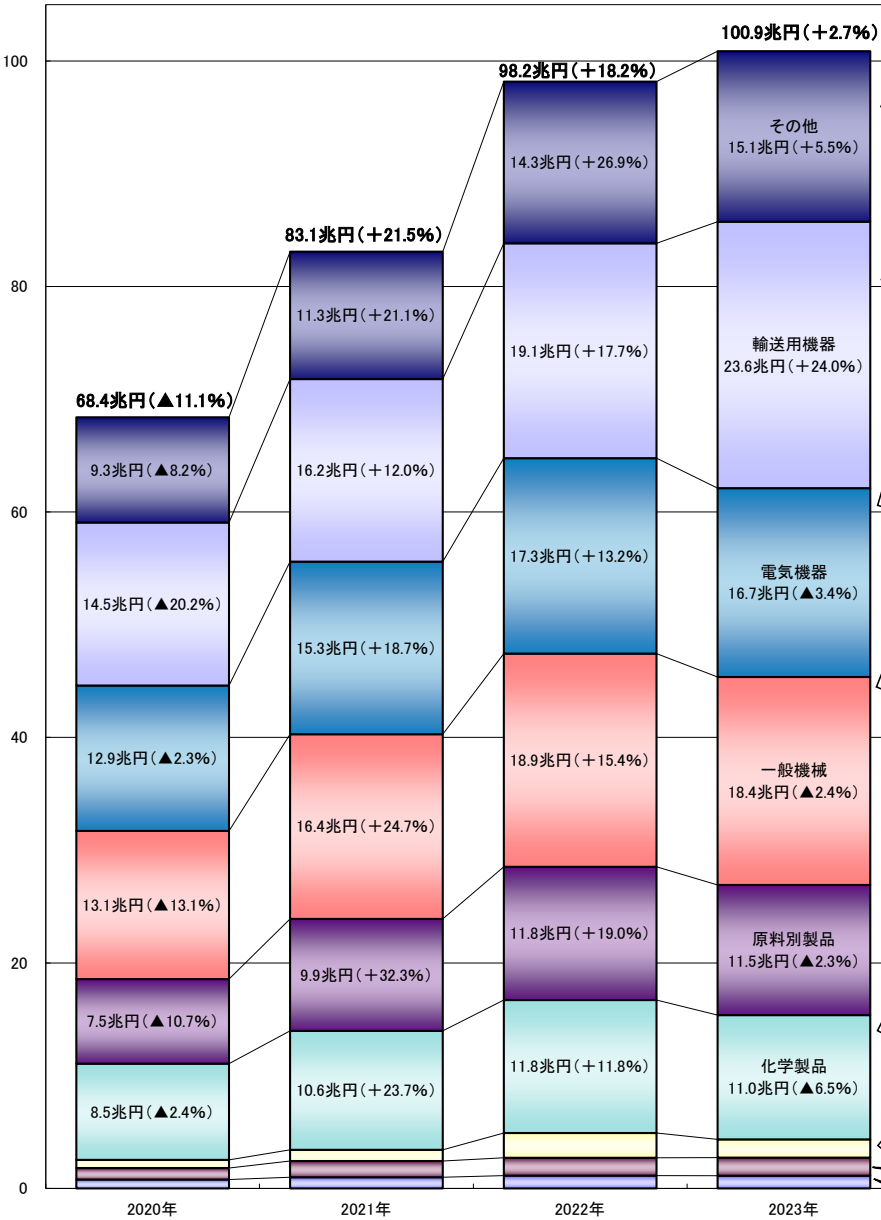 100.9兆円(＋2.7%)
98.2兆円(＋18.2%)
83.1兆円(＋21.5%)
68.4兆円(▲11.1%)
100
80
60
40
20
0
9.3兆円(▲8.2%)
14.5兆円(▲20.2%)
12.9兆円(▲2.3%)
13.1兆円(▲13.1%)
7.5兆円(▲10.7%)
8.5兆円(▲2.4%)
11.3兆円(＋21.1%)
16.2兆円(＋12.0%)
15.3兆円(＋18.7%)
16.4兆円(＋24.7%)
9.9兆円(＋32.3%)
10.6兆円(＋23.7%)
14.3兆円(＋26.9%)
19.1兆円(＋17.7%)
17.3兆円(＋13.2%)
18.9兆円(＋15.4%)
11.8兆円(＋19.0%)
11.8兆円(＋11.8%)
その他
15.1兆円(＋5.5%)
輸送用機器
23.6兆円(＋24.0%)
電気機器
16.7兆円(▲3.4%)
一般機械
18.4兆円(▲2.4%)
原料別製品
11.5兆円(▲2.3%)
化学製品
11.0兆円(▲6.5%)
2020年
2021年
2022年
2023年